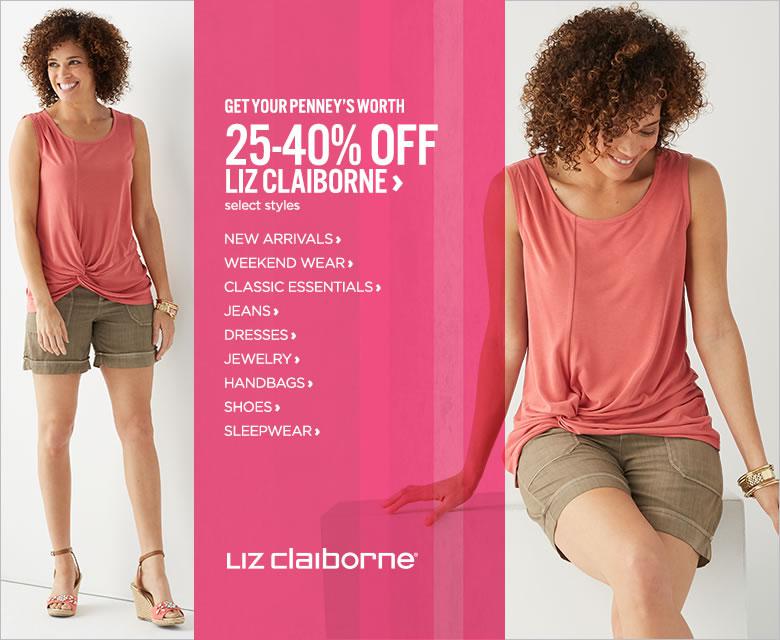 GET YOUR PENNEY'S WORTH
25-40% OFF
LIZ CLAIBORNE ›
select styles
NEW ARRIVALS ›
WEEKEND WEAR ›
CLASSIC ESSENTIALS ›
JEANS ›
DRESSES ›
JEWELRY ›
HANDBAGS ›
SHOES ›
SLEEPWEAR ›
LIZ claiborne®